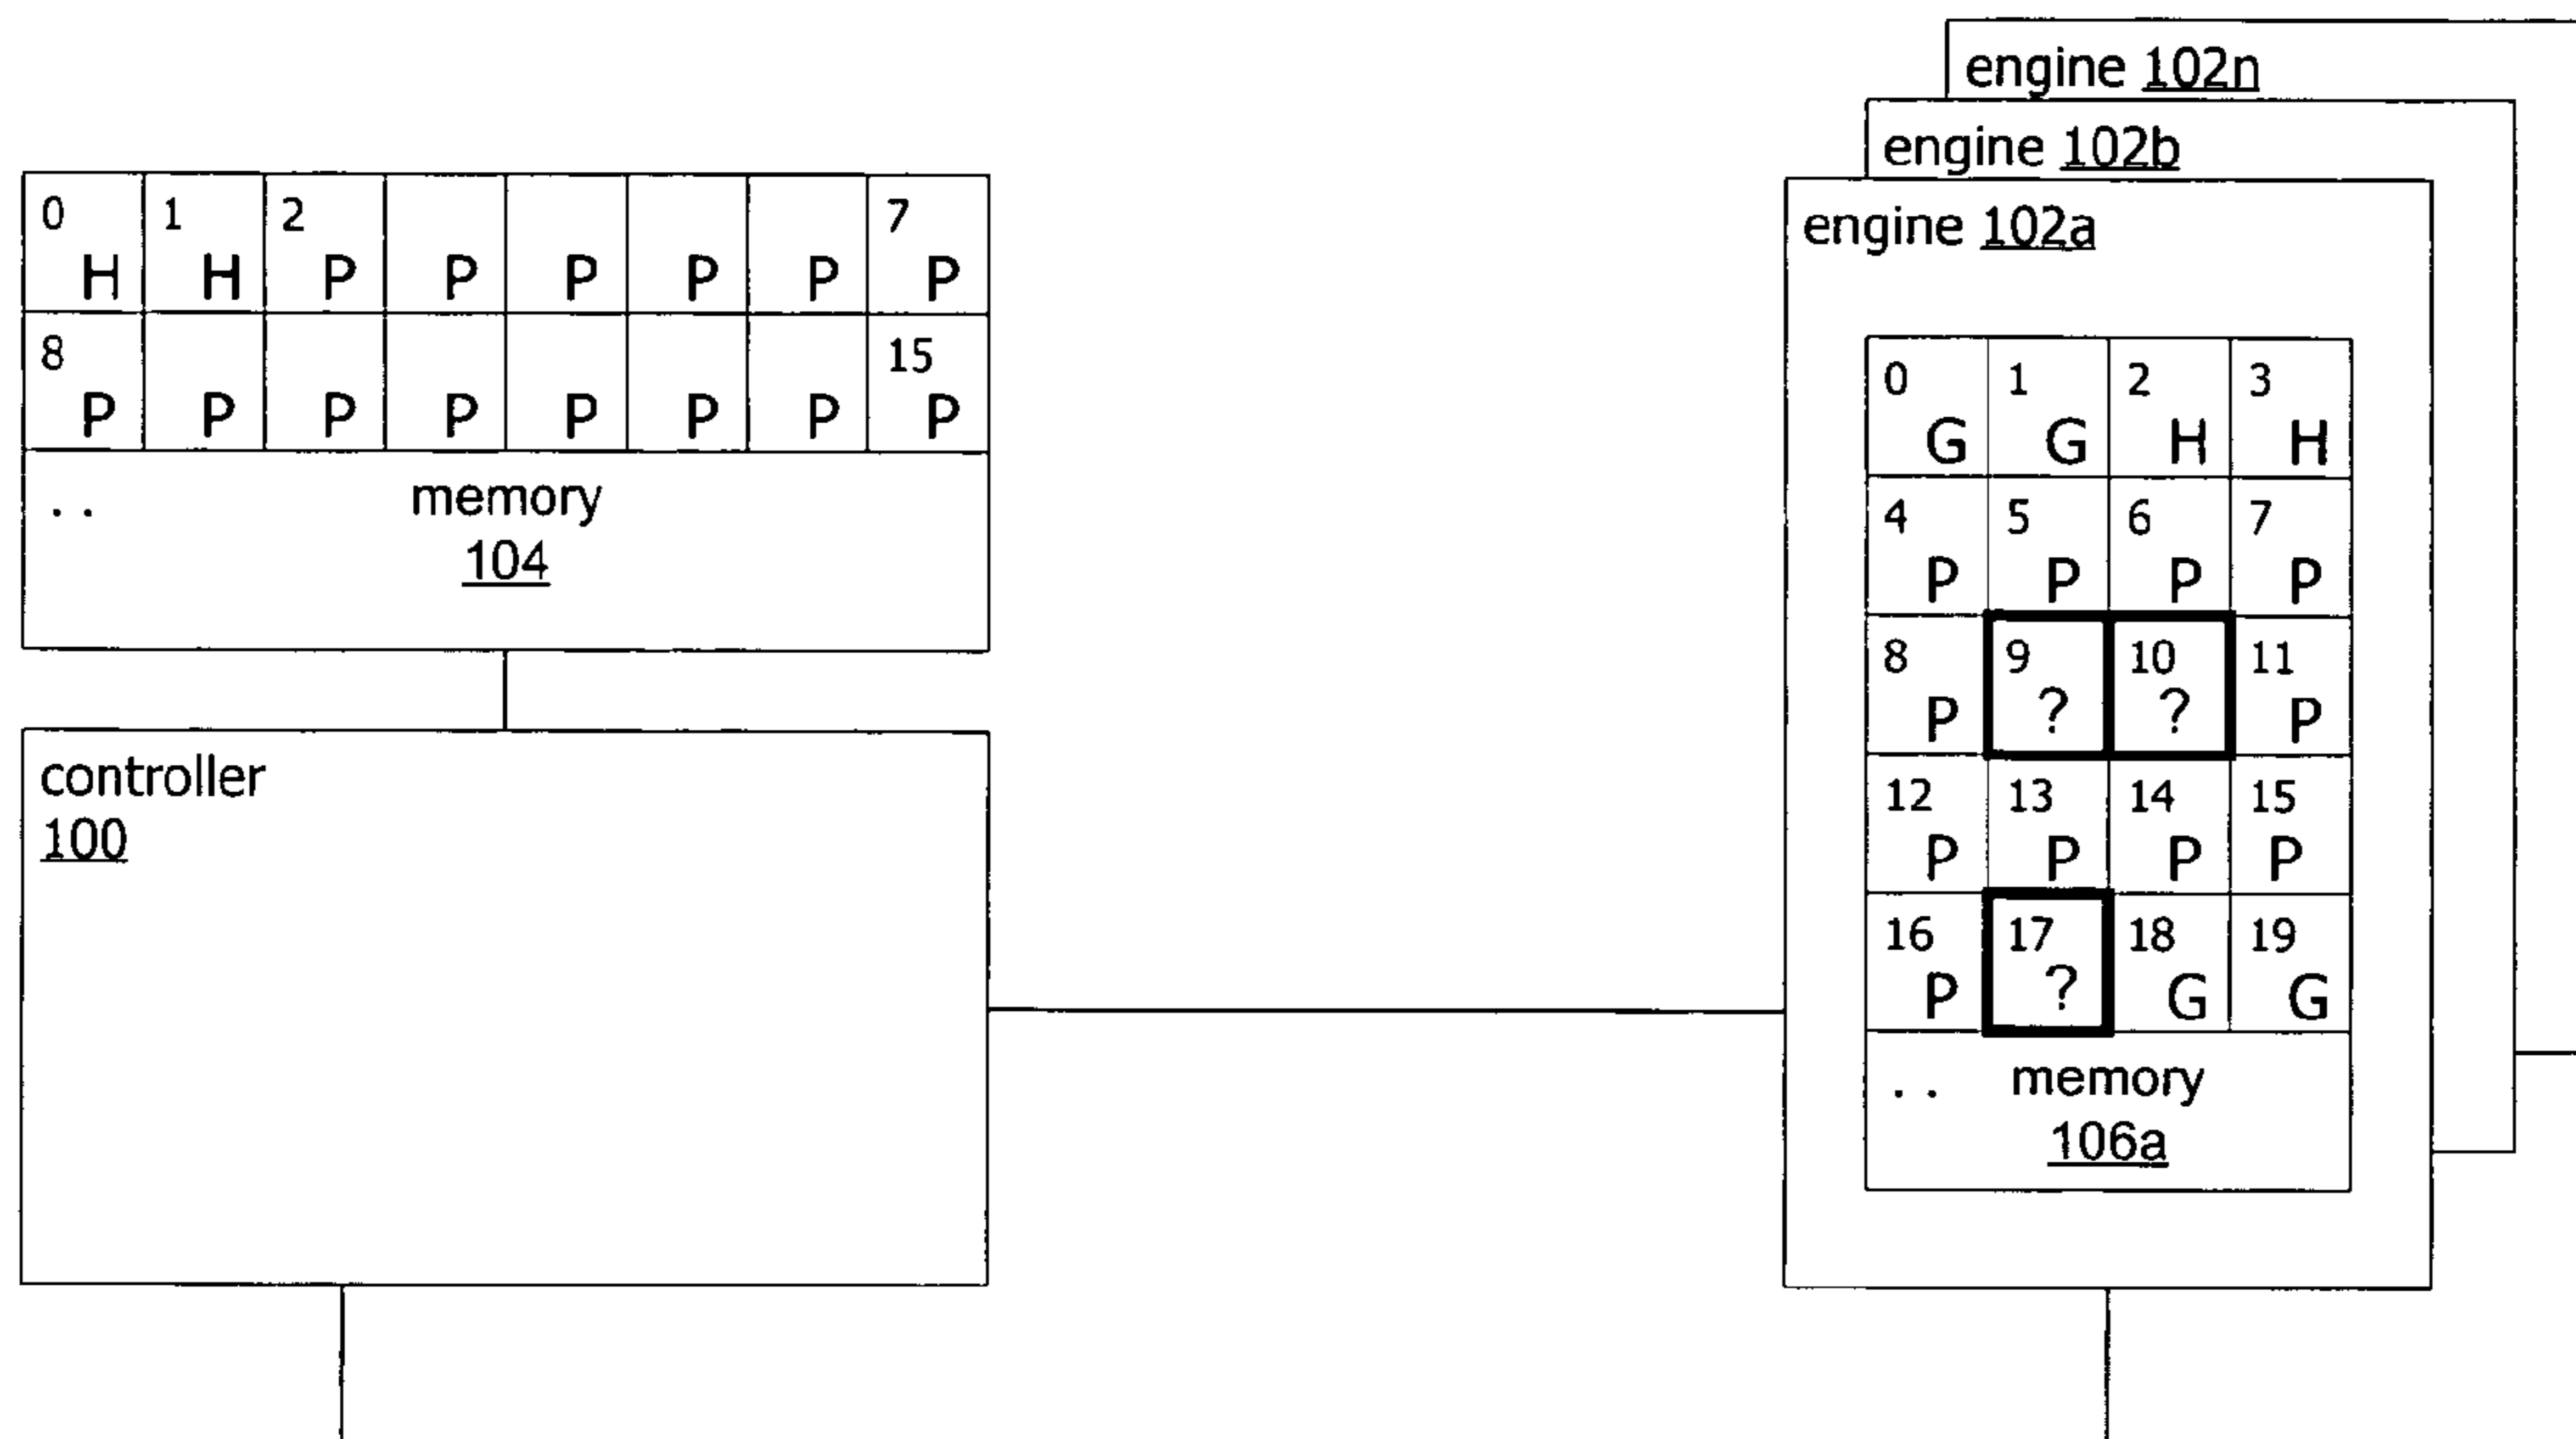 engine 102n
engine 102b
engine 102a
0 1 2 7
H H P P P P P P
8 15
P P P P P P P P
. . memory
104
controller
100
0 1 2 3
G G H H
4 5 6 7
P P P P
8 9 10 11
P ? ? P
12 13 14 15
P P P P
16 17 18 19
P ? G G
. . memory
106a